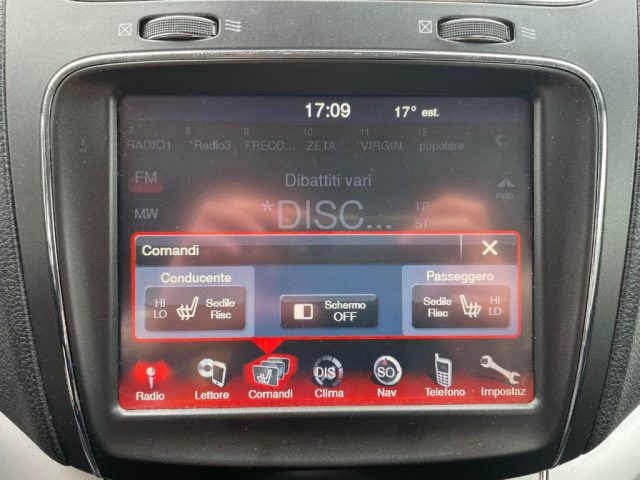 17:09 17° est.
7 8 9 10 11 12
RADIO1 *Radio3 FRECC... ZETA *VIRGIN popolare
FM
Dibattiti vari
map.
MW
*DISC...
TP
ST
Comandi X
Conducente
Passeggero
HI
LO
Sedile
Risc
Schermo
OFF
Sedile
Risc
HI
LO
DIS
SO
Radio Lettore Comandi Clima Nav Telefono Impostaz